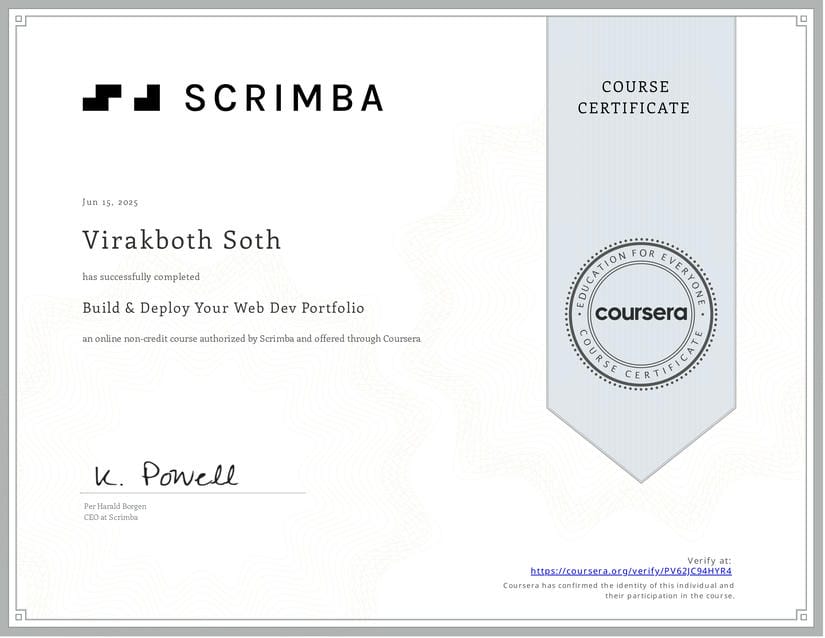 SCRIMBA
COURSE
CERTIFICATE
Jun 15, 2025
Virakboth Soth
has successfully completed
Build & Deploy Your Web Dev Portfolio
an online non-credit course authorized by Scrimba and offered through Coursera
EDUCATION FOR EVERYONE
coursera
COURSE CERTIFICATE
K. Powell
Per Harald Borgen
CEO at Scrimba
Verify at:
https://coursera.org/verify/PV62JC94HYR4
Coursera has confirmed the identity of this individual and
their participation in the course.